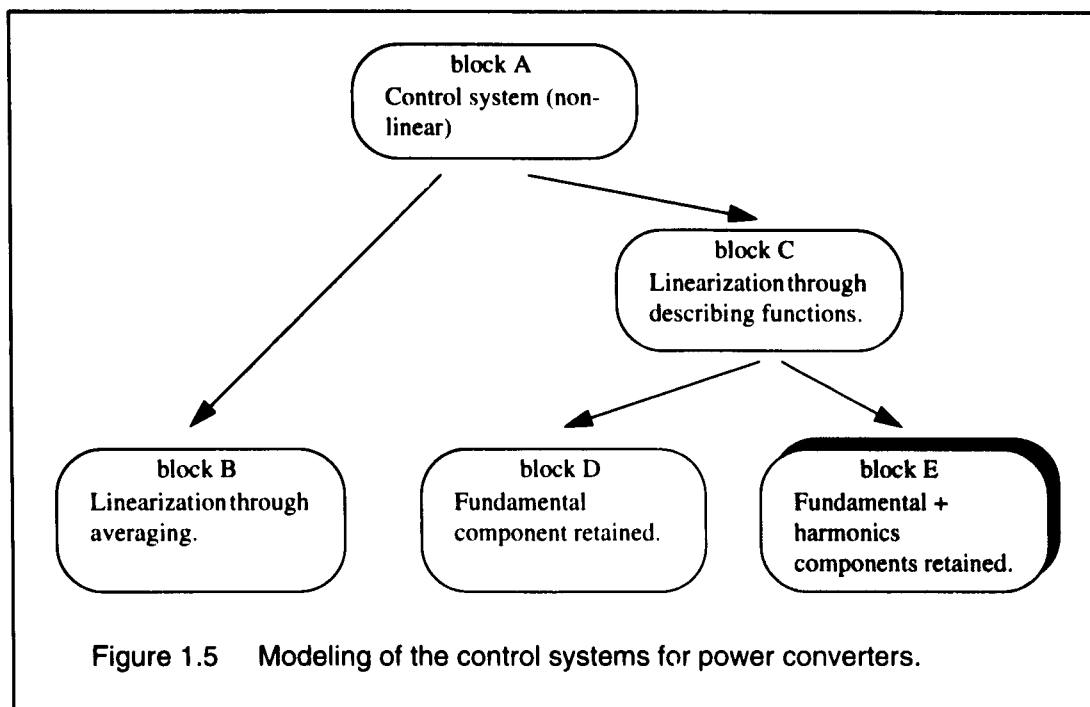 block A
Control system (non-
linear)
block C
Linearization through
describing functions.
block B
Linearization through
averaging.
block D
Fundamental
component retained.
block E
Fundamental +
harmonics
components retained.
Figure 1.5 Modeling of the control systems for power converters.